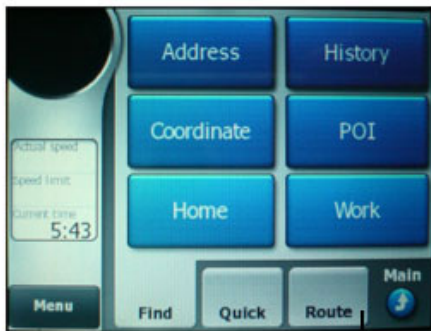 Address
History
Coordinate
POI
Home
Work
Actual speed
Speed limit
Current time
5:43
Menu
Find
Quick
Route
Main